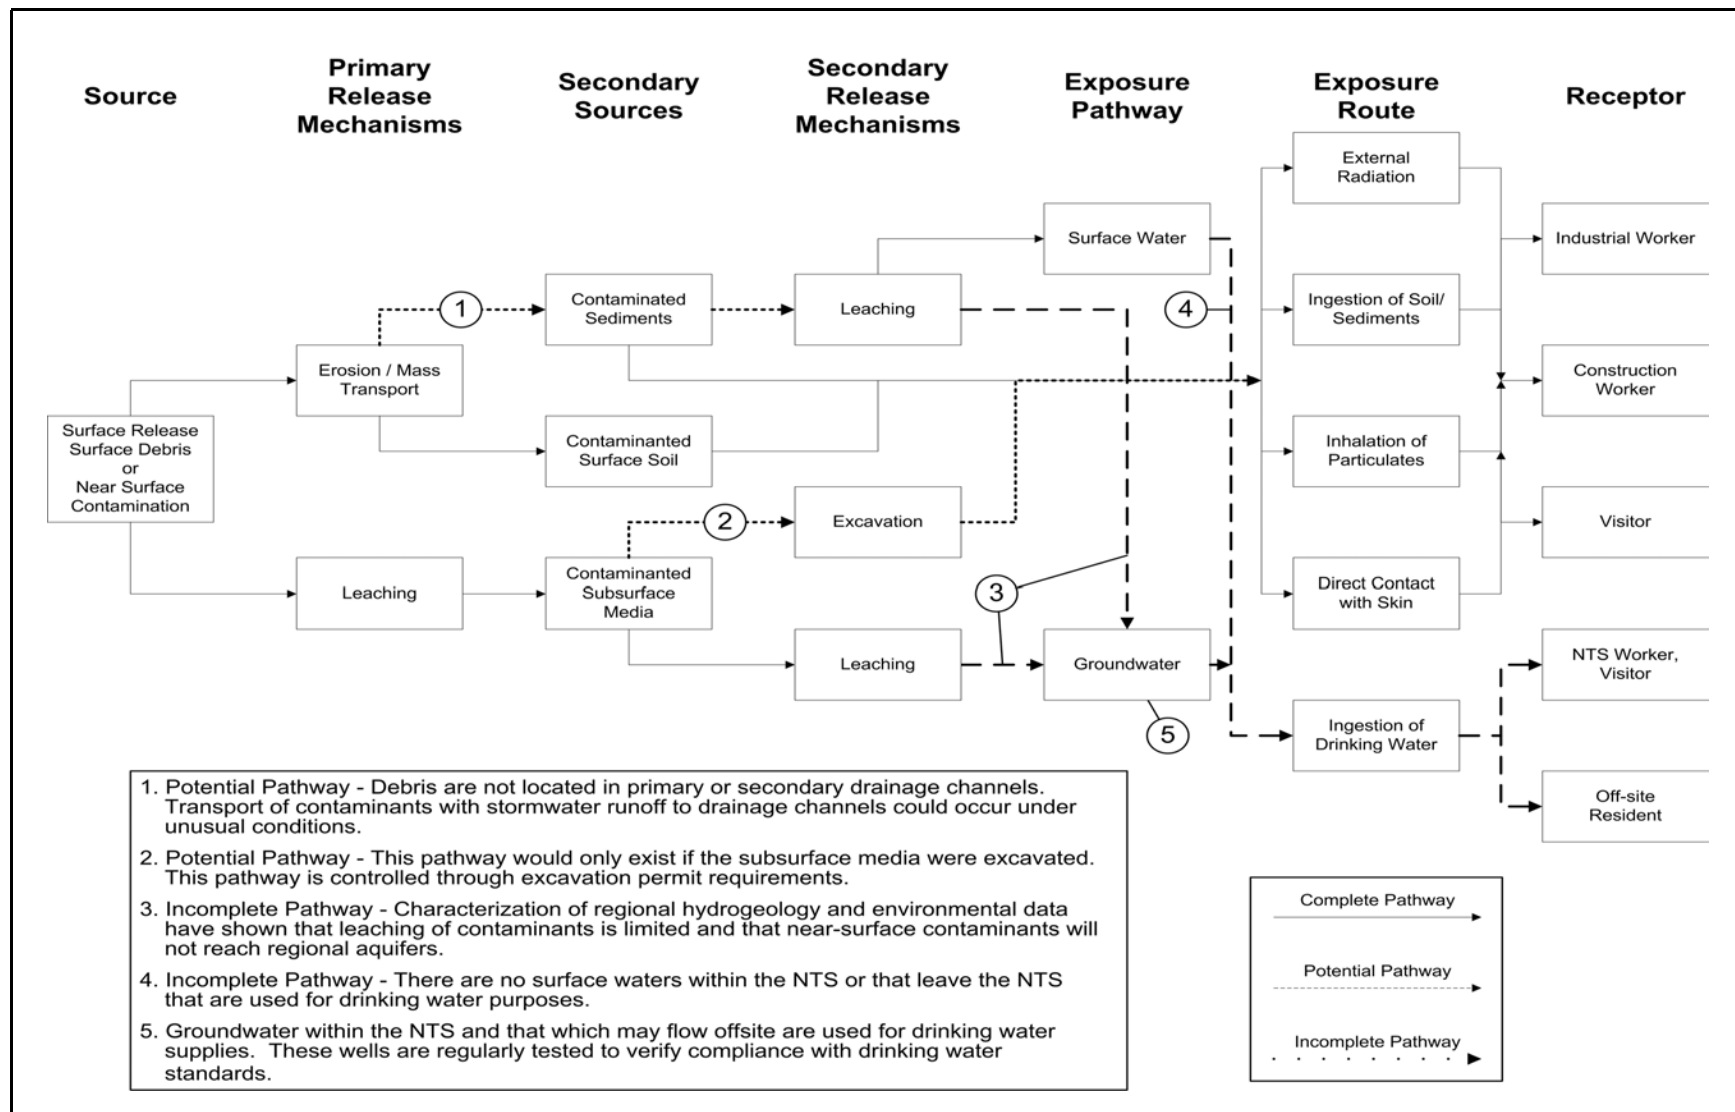 Source
Primary
Release
Mechanisms
Secondary
Sources
Secondary
Release
Mechanisms
Exposure
Pathway
Exposure
Route
Receptor
External
Radiation
Surface Water
Industrial Worker
1
Contaminated
Sediments
Leaching
4
Ingestion of Soil/
Sediments
Erosion / Mass
Transport
Construction
Worker
Surface Release
Surface Debris
or
Near Surface
Contamination
Contaminanted
Surface Soil
Inhalation of
Particulates
2
Excavation
Visitor
Leaching
Contaminanted
Subsurface
Media
3
Direct Contact
with Skin
Leaching
Groundwater
NTS Worker,
Visitor
5
Ingestion of
Drinking Water
Off-site
Resident
1. Potential Pathway - Debris are not located in primary or secondary drainage channels.
Transport of contaminants with stormwater runoff to drainage channels could occur under
unusual conditions.
2. Potential Pathway - This pathway would only exist if the subsurface media were excavated.
This pathway is controlled through excavation permit requirements.
3. Incomplete Pathway - Characterization of regional hydrogeology and environmental data
have shown that leaching of contaminants is limited and that near-surface contaminants will
not reach regional aquifers.
4. Incomplete Pathway - There are no surface waters within the NTS or that leave the NTS
that are used for drinking water purposes.
5. Groundwater within the NTS and that which may flow offsite are used for drinking water
supplies. These wells are regularly tested to verify compliance with drinking water
standards.
Complete Pathway
Potential Pathway
Incomplete Pathway